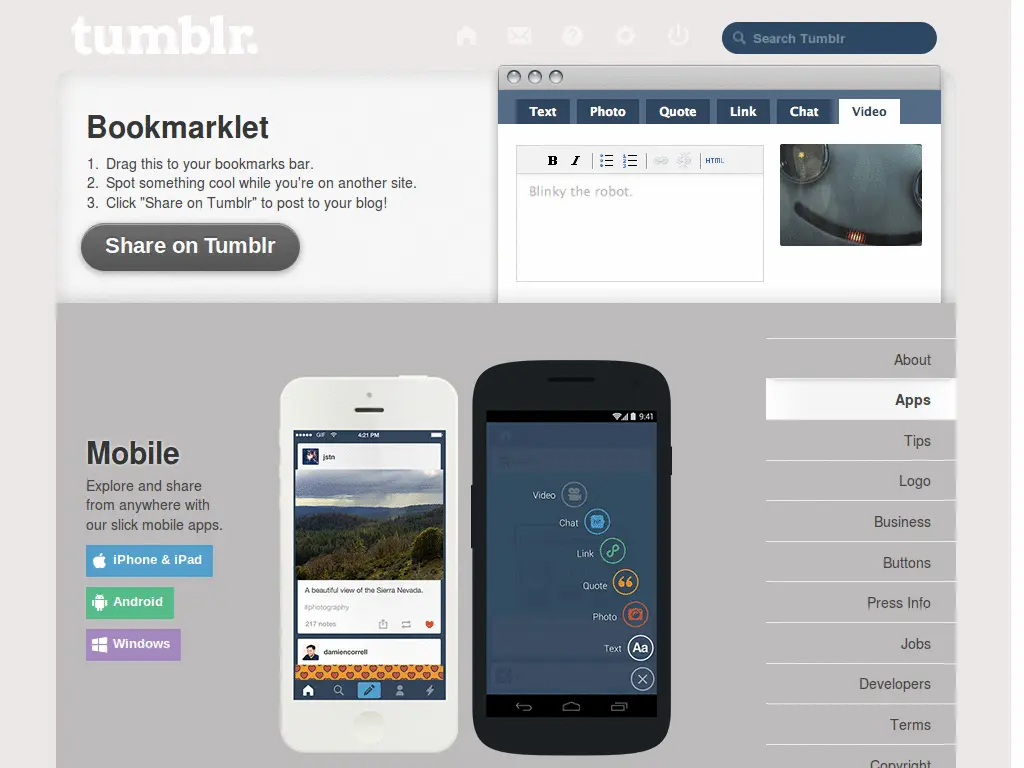 tumblr.
Search Tumblr
Bookmarklet
1. Drag this to your bookmarks bar.
2. Spot something cool while you're on another site.
3. Click "Share on Tumblr" to post to your blog!
Share on Tumblr
Text Photo Quote Link Chat Video
B I HTML
Blinky the robot.
Mobile
Explore and share
from anywhere with
our slick mobile apps.
iPhone & iPad
Android
Windows
GIF 4:21 PM
jstn
A beautiful view of the Sierra Nevada.
#photography
217 notes
damiencorrell
9:41
Video
Chat
Link
Quote
Photo
Text Aa
About
Apps
Tips
Logo
Business
Buttons
Press Info
Jobs
Developers
Terms
Copyright